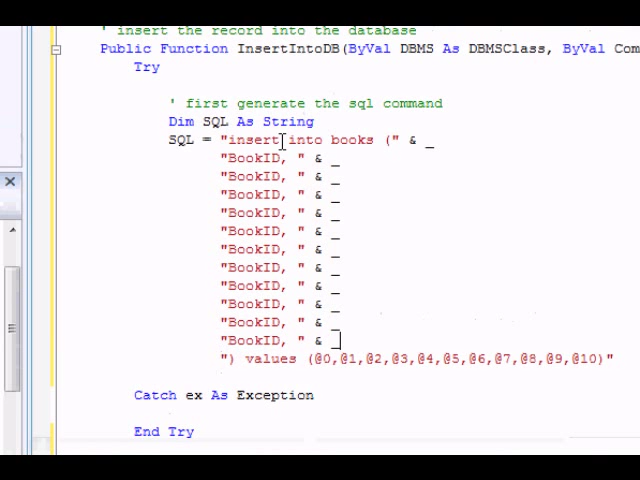 ' insert the record into the database
Public Function InsertIntoDB(ByVal DBMS As DBMSClass, ByVal Com
Try
' first generate the sql command
Dim SQL As String
SQL = "insert into books (" & _
"BookID, " & _
"BookID, " & _
"BookID, " & _
"BookID, " & _
"BookID, " & _
"BookID, " & _
"BookID, " & _
"BookID, " & _
"BookID, " & _
"BookID, " & _
"BookID, " & _
") values (@0,@1,@2,@3,@4,@5,@6,@7,@8,@9,@10)"
Catch ex As Exception
End Try